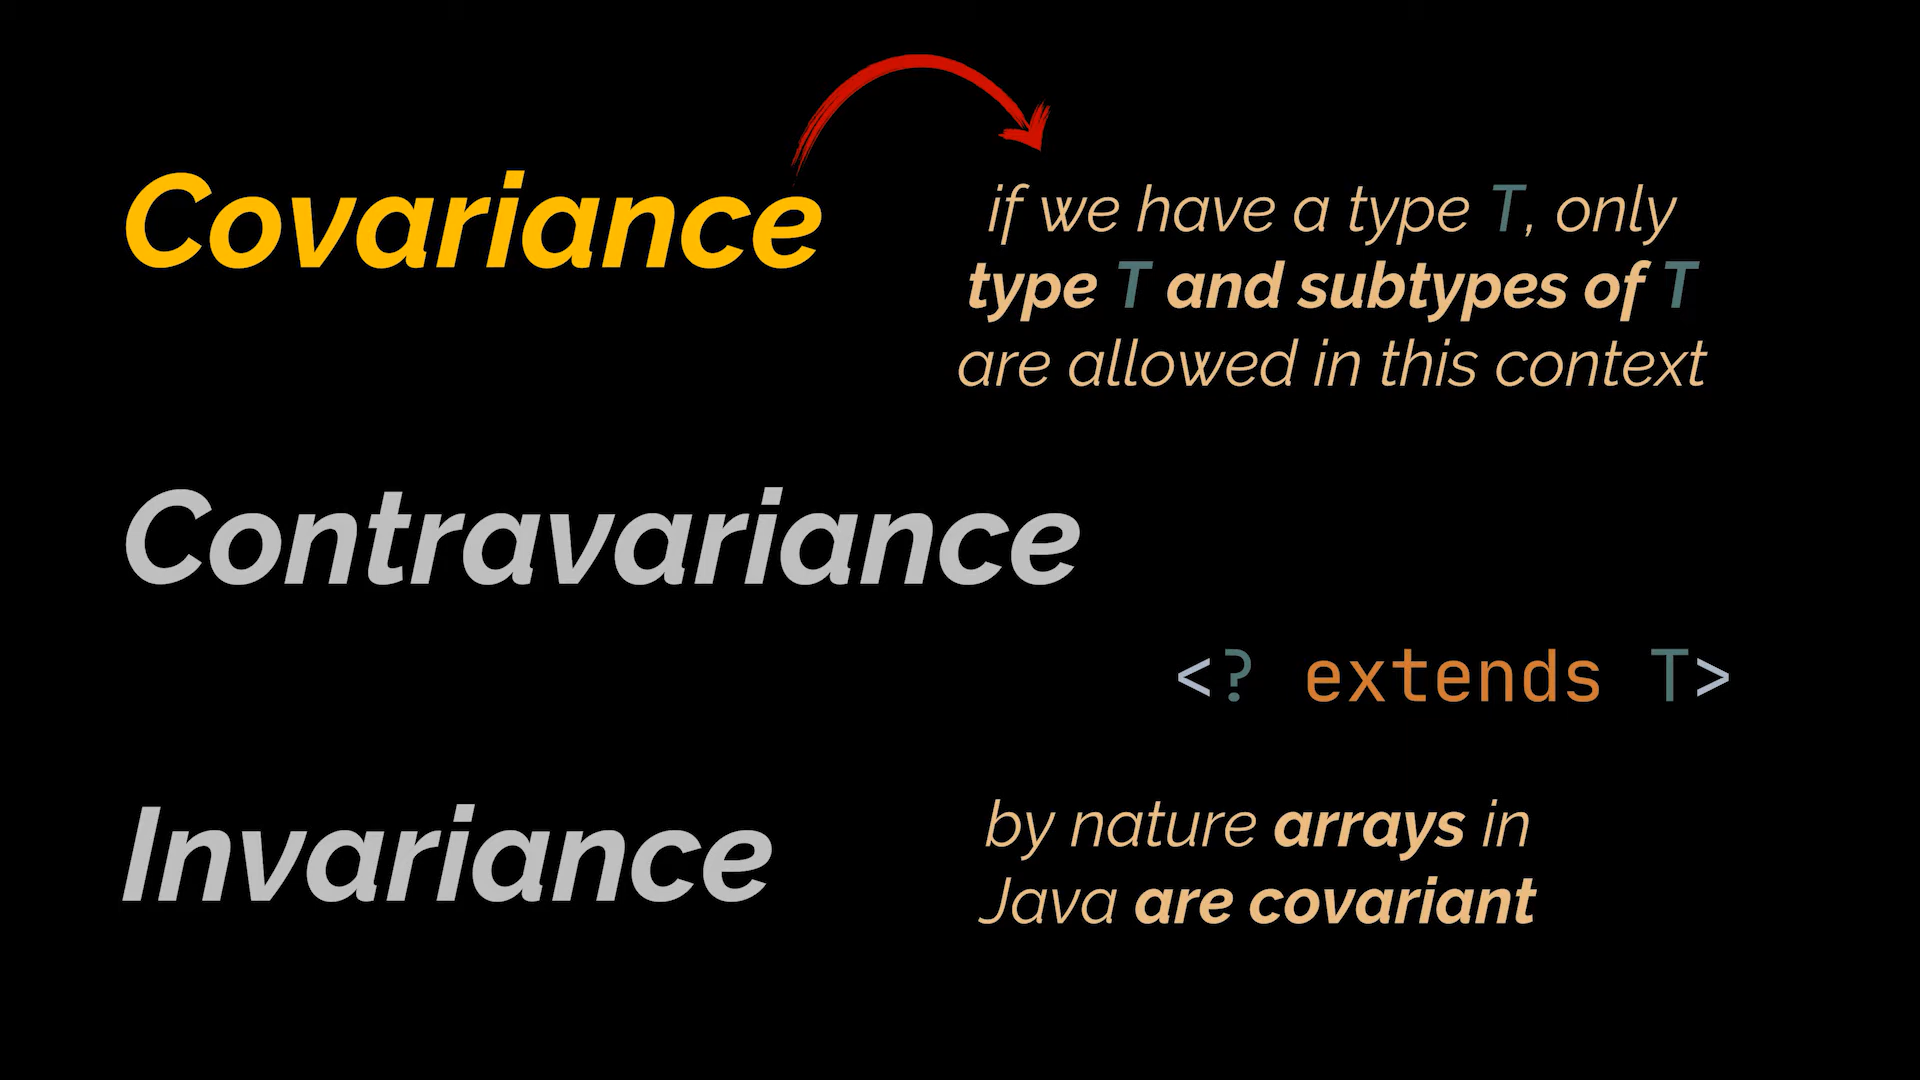 Covariance
if we have a type T, only
type T and subtypes of T
are allowed in this context
Contravariance
<? extends T>
Invariance
by nature arrays in
Java are covariant